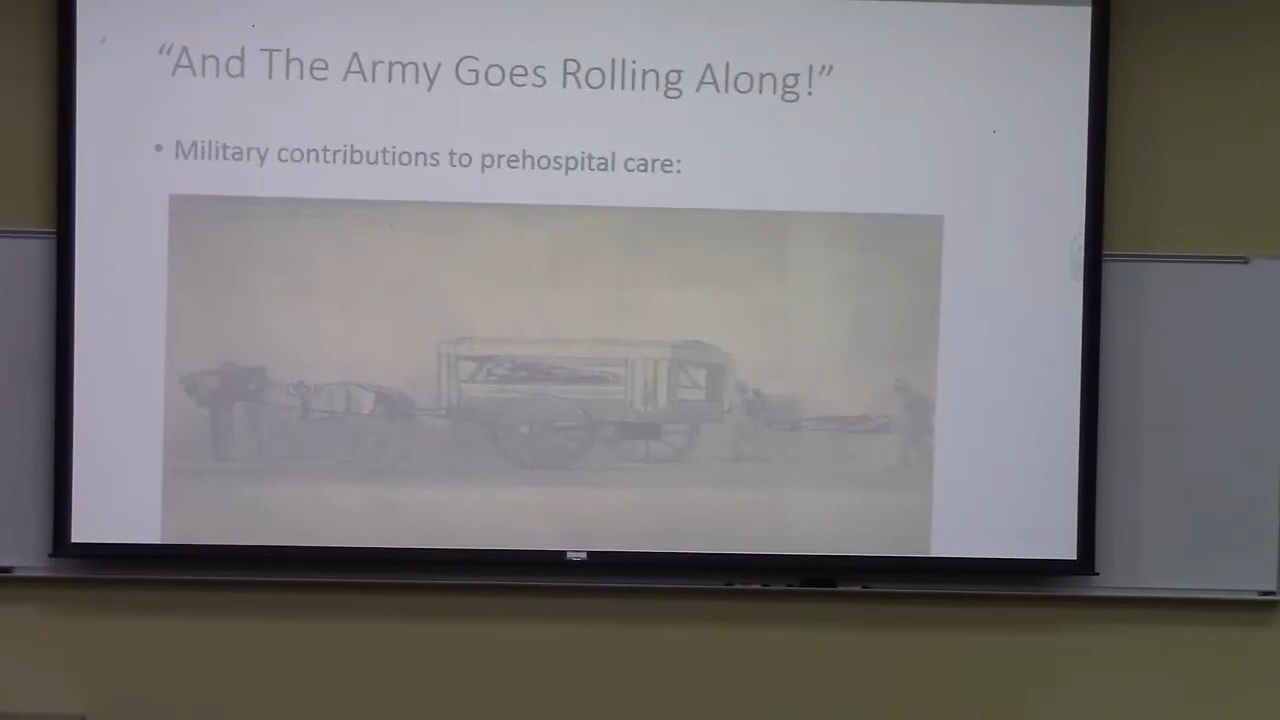 “And The Army Goes Rolling Along!”
• Military contributions to prehospital care: